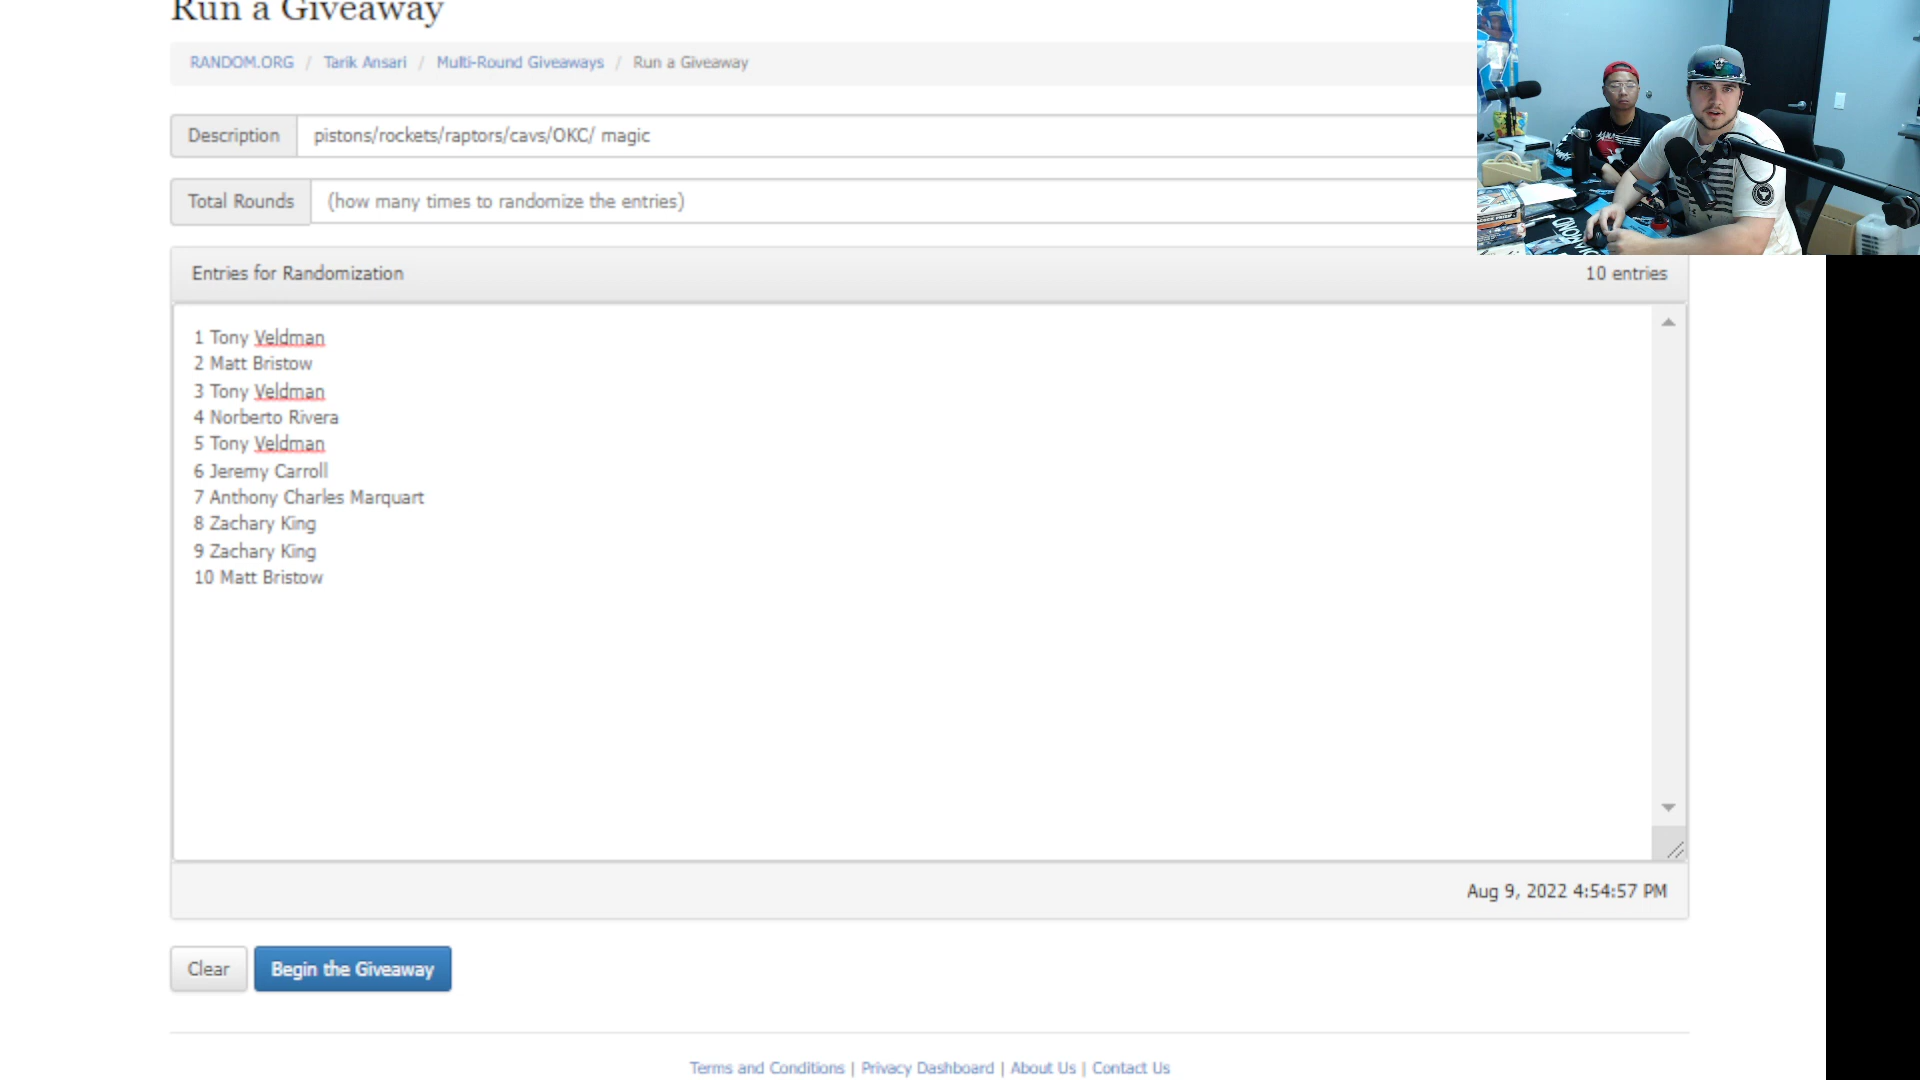 Run a Giveaway
RANDOM.ORG / Tarik Ansari / Multi-Round Giveaways / Run a Giveaway
Description pistons/rockets/raptors/cavs/OKC/ magic
Total Rounds (how many times to randomize the entries)
Entries for Randomization 10 entries
1 Tony Veldman
2 Matt Bristow
3 Tony Veldman
4 Norberto Rivera
5 Tony Veldman
6 Jeremy Carroll
7 Anthony Charles Marquart
8 Zachary King
9 Zachary King
10 Matt Bristow
Aug 9, 2022 4:54:57 PM
Clear Begin the Giveaway
Terms and Conditions | Privacy Dashboard | About Us | Contact Us